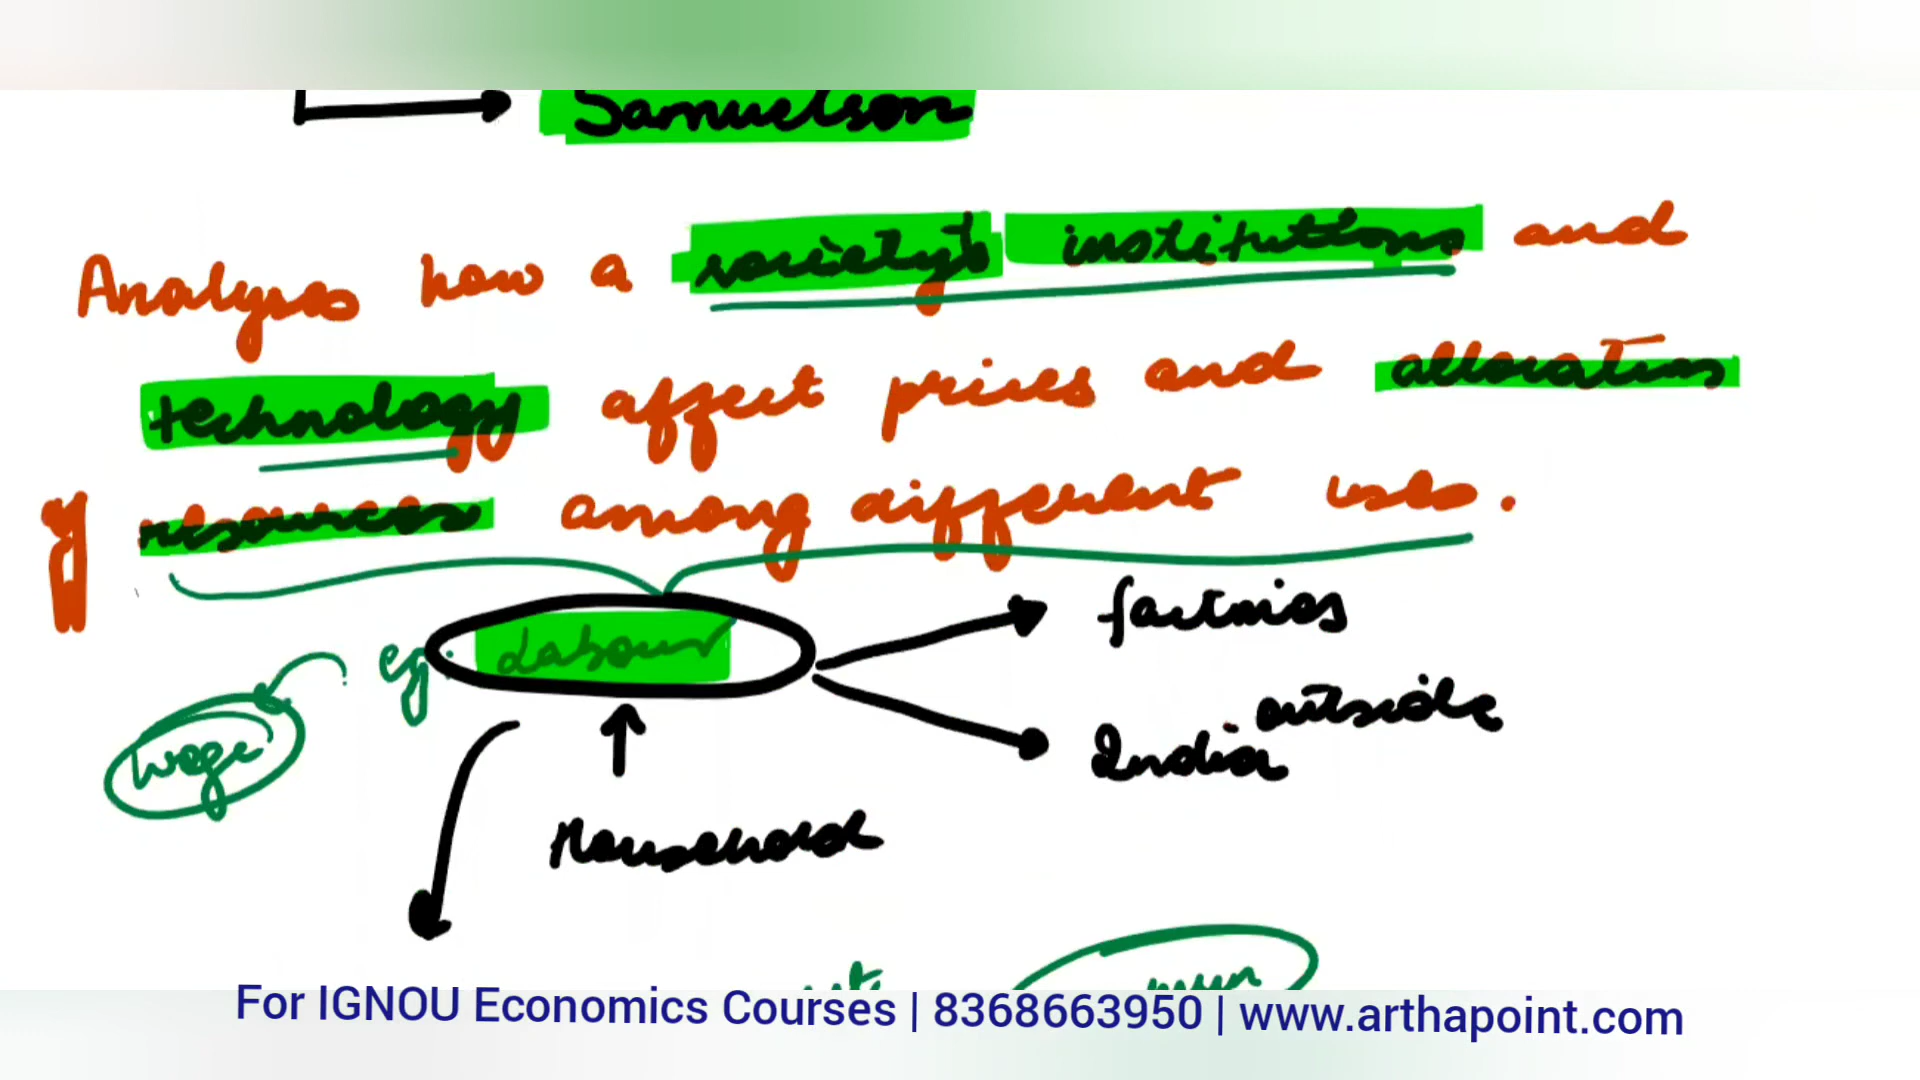 Samuelson
Analyses how a society's institutions and
technology affect prices and allocation
of resources among different uses.
eg. Labour
factories
outside
India
wage
Household
For IGNOU Economics Courses | 8368663950 | www.arthapoint.com